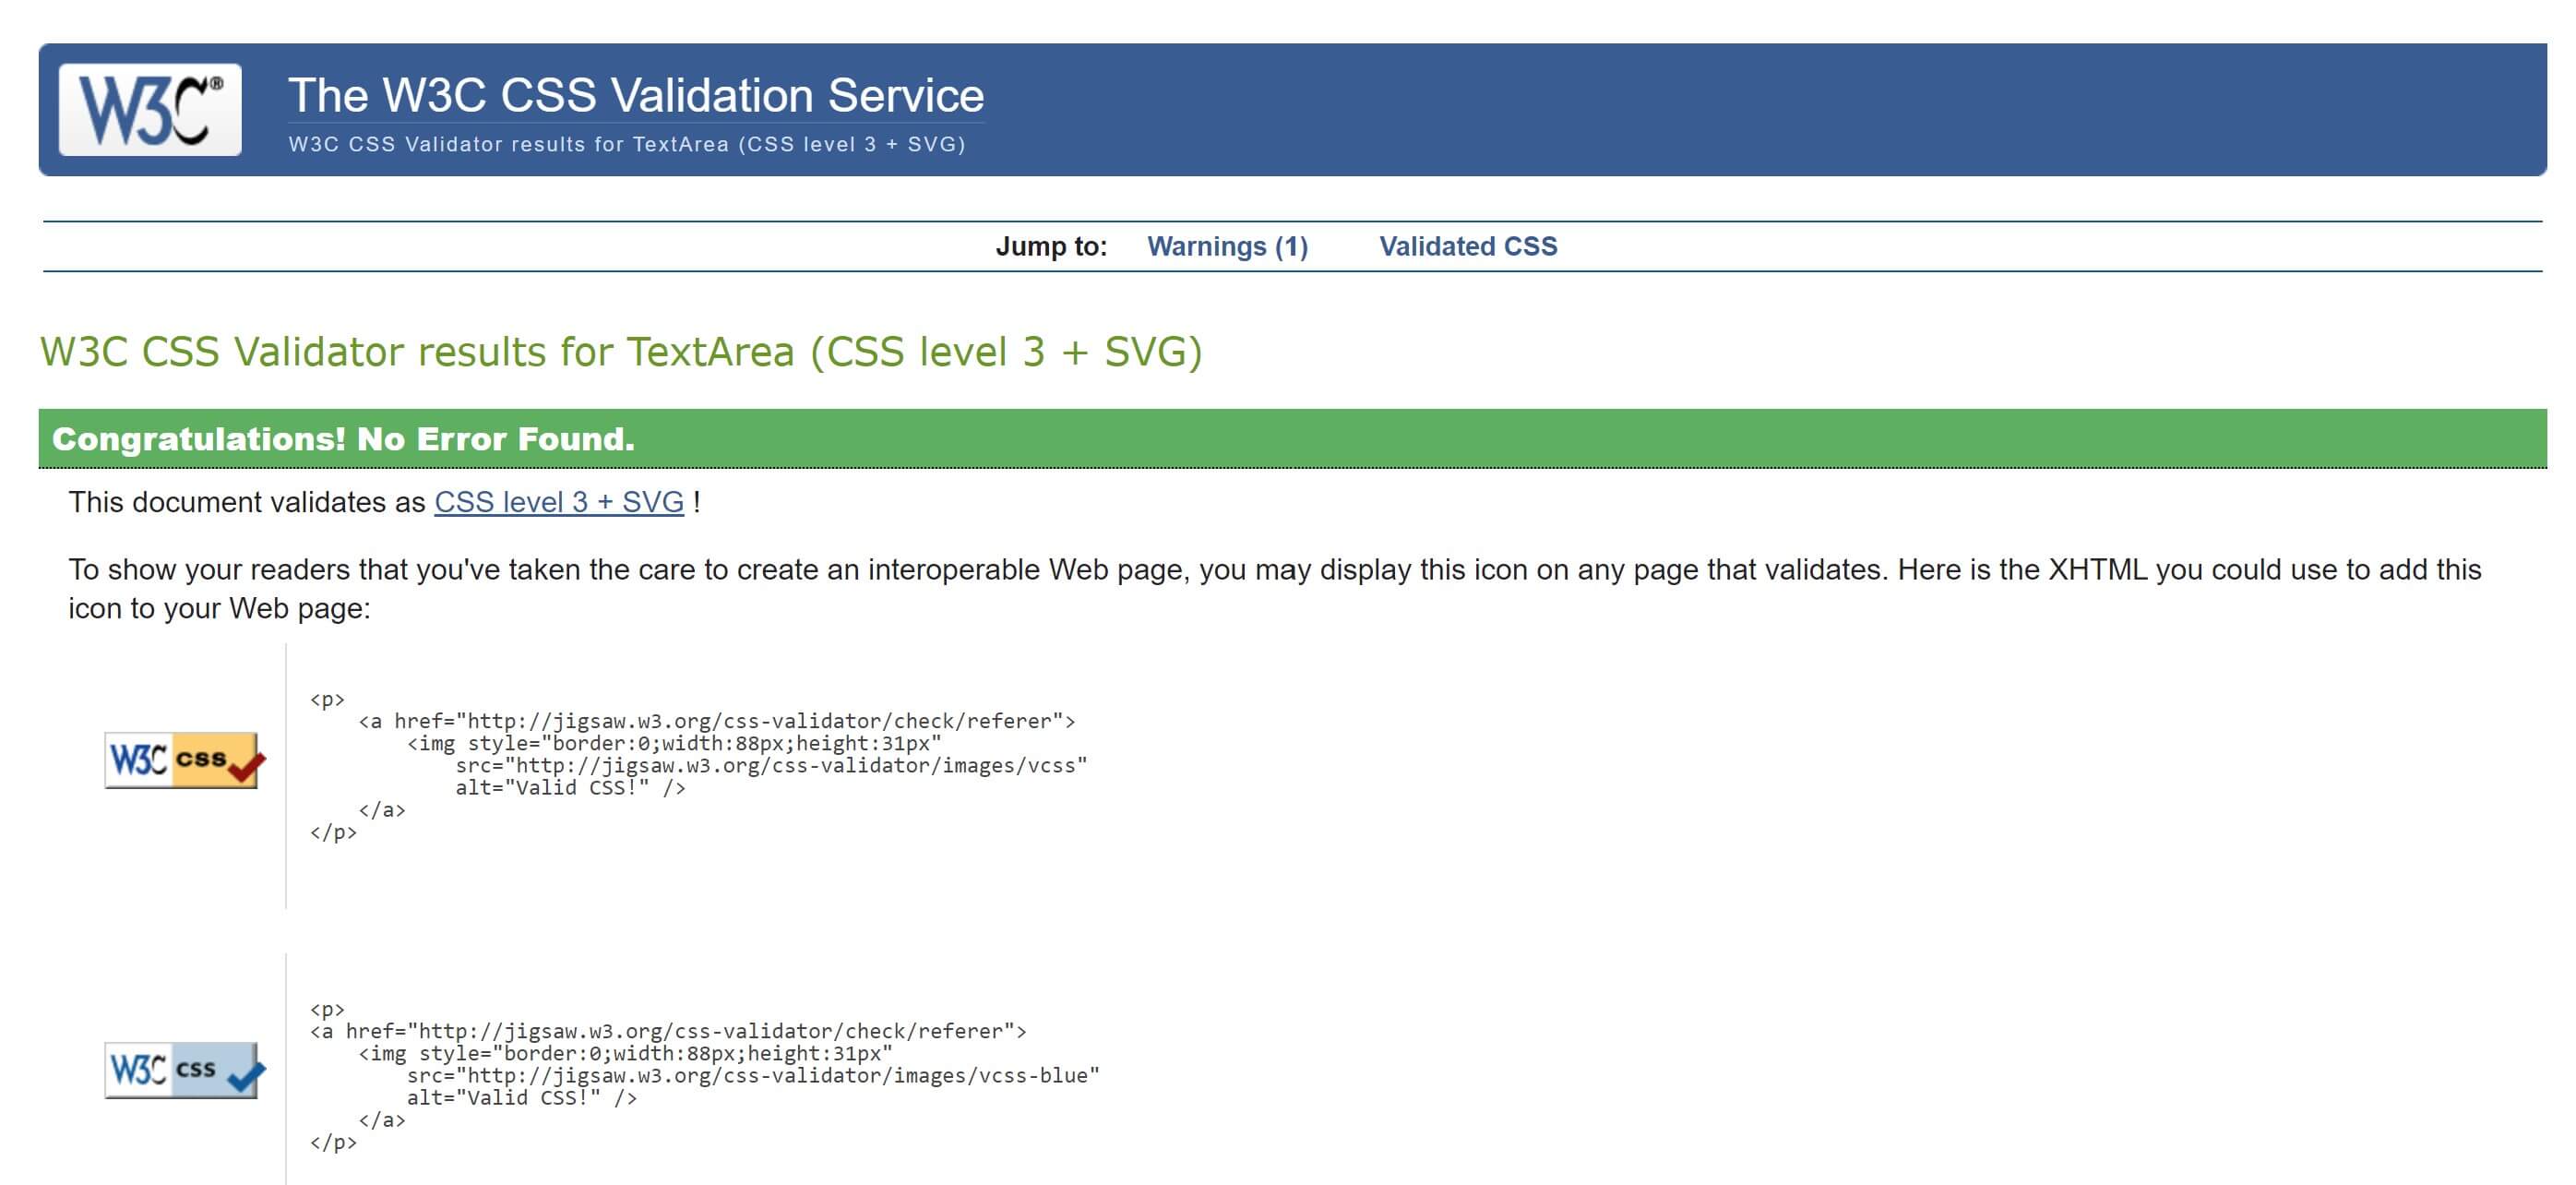 W3C®
The W3C CSS Validation Service
W3C CSS Validator results for TextArea (CSS level 3 + SVG)
Jump to: Warnings (1) Validated CSS
W3C CSS Validator results for TextArea (CSS level 3 + SVG)
Congratulations! No Error Found.
This document validates as CSS level 3 + SVG !
To show your readers that you've taken the care to create an interoperable Web page, you may display this icon on any page that validates. Here is the XHTML you could use to add this
icon to your Web page:
W3C css
<p>
<a href="http://jigsaw.w3.org/css-validator/check/referer">
<img style="border:0;width:88px;height:31px"
src="http://jigsaw.w3.org/css-validator/images/vcss"
alt="Valid CSS!" />
</a>
</p>
W3C css
<p>
<a href="http://jigsaw.w3.org/css-validator/check/referer">
<img style="border:0;width:88px;height:31px"
src="http://jigsaw.w3.org/css-validator/images/vcss-blue"
alt="Valid CSS!" />
</a>
</p>